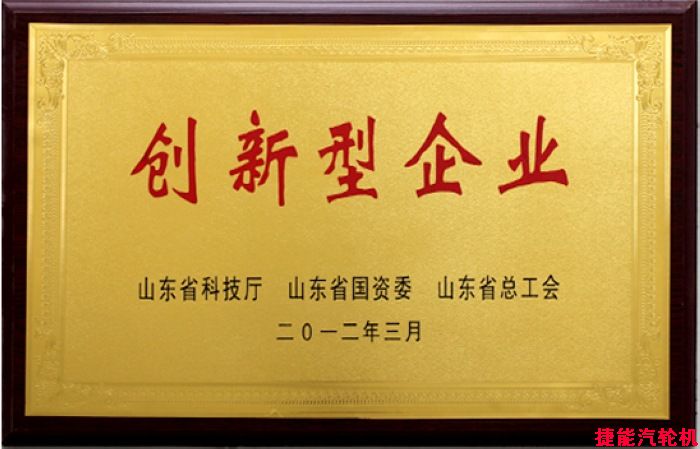 创新型企业
山东省科技厅 山东省国资委 山东省总工会
二〇一二年三月
捷能汽轮机